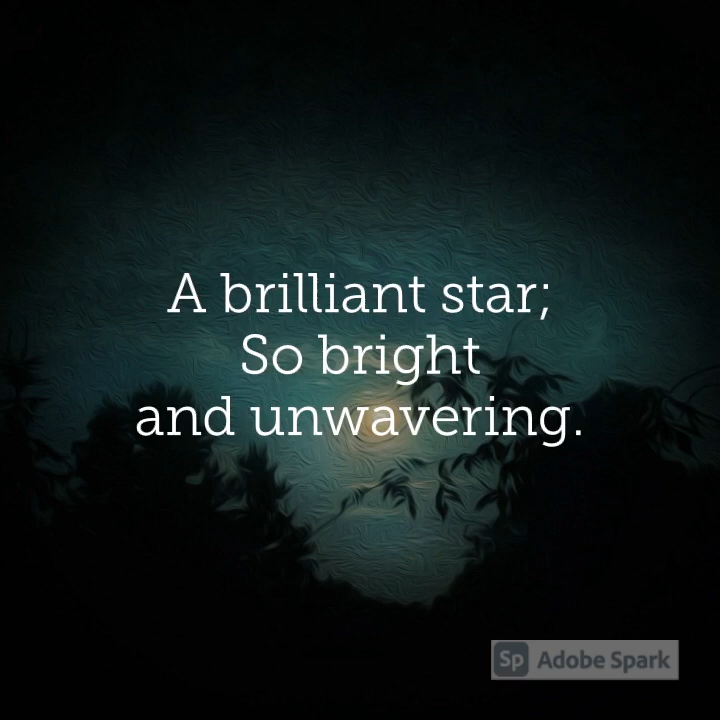 A brilliant star;
So bright
and unwavering.
Sp Adobe Spark